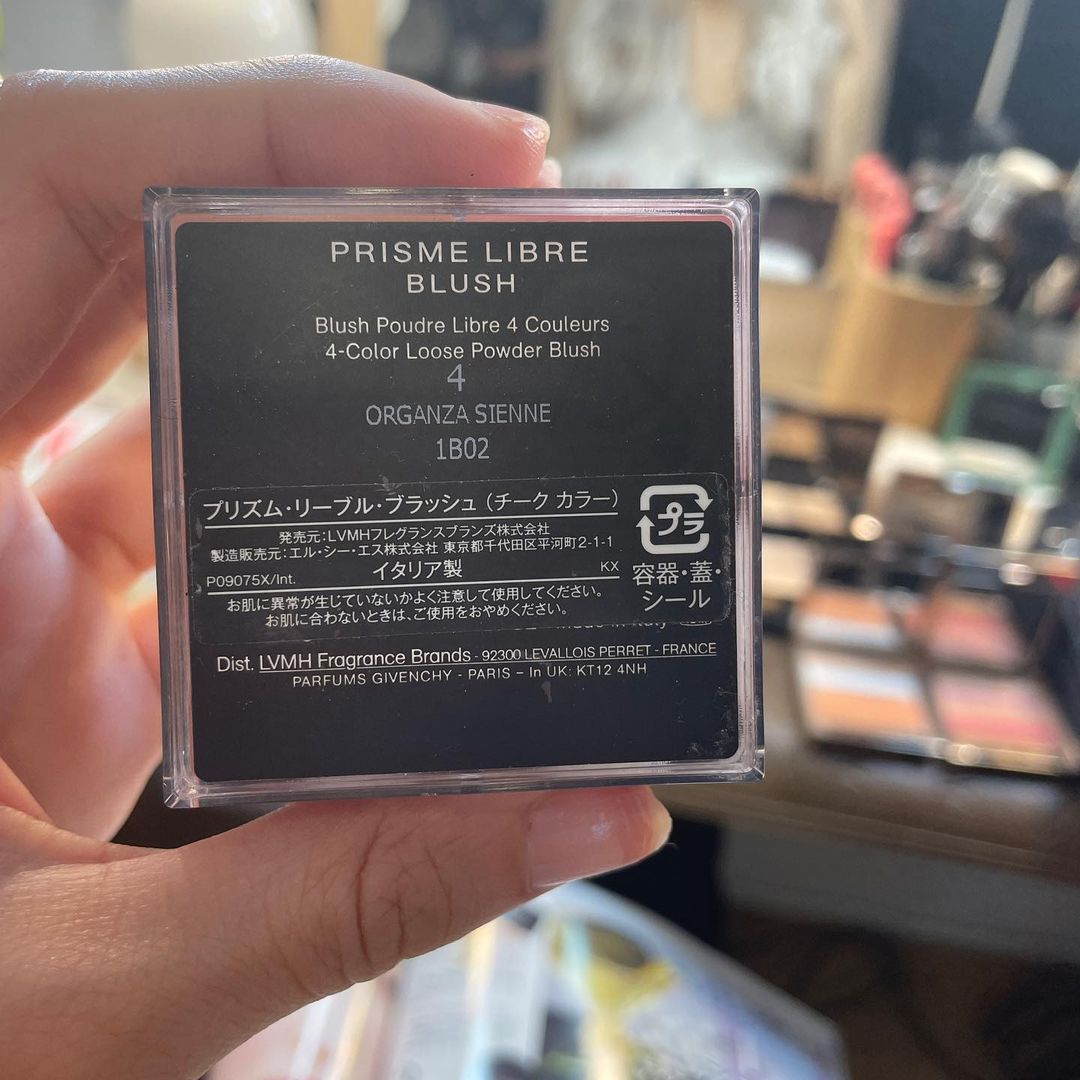 PRISME LIBRE
BLUSH
Blush Poudre Libre 4 Couleurs
4-Color Loose Powder Blush
4
ORGANZA SIENNE
1B02
プリズム・リーブル・ブラッシュ(チーク カラー)
発売元:LVMHフレグランスブランズ株式会社
製造販売元:エル・シー・エス株式会社 東京都千代田区平河町2-1-1
P09075X/Int. イタリア製 KX
お肌に異常が生じていないかよく注意して使用してください。
お肌に合わないときは、ご使用をおやめください。
プラ
容器・蓋・
シール
Made in Italy
Dist. LVMH Fragrance Brands - 92300 LEVALLOIS PERRET - FRANCE
PARFUMS GIVENCHY - PARIS – In UK: KT12 4NH